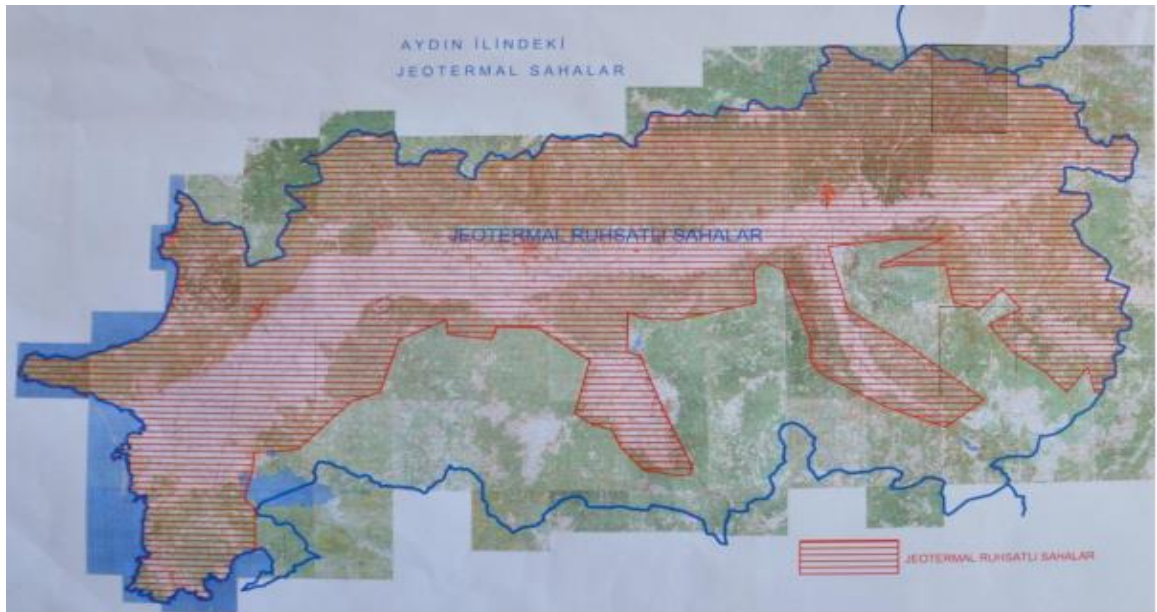 AYDIN İLİNDEKİ
JEOTERMAL SAHALAR
JEOTERMAL RUHSATLI SAHALAR
JEOTERMAL RUHSATLI SAHALAR